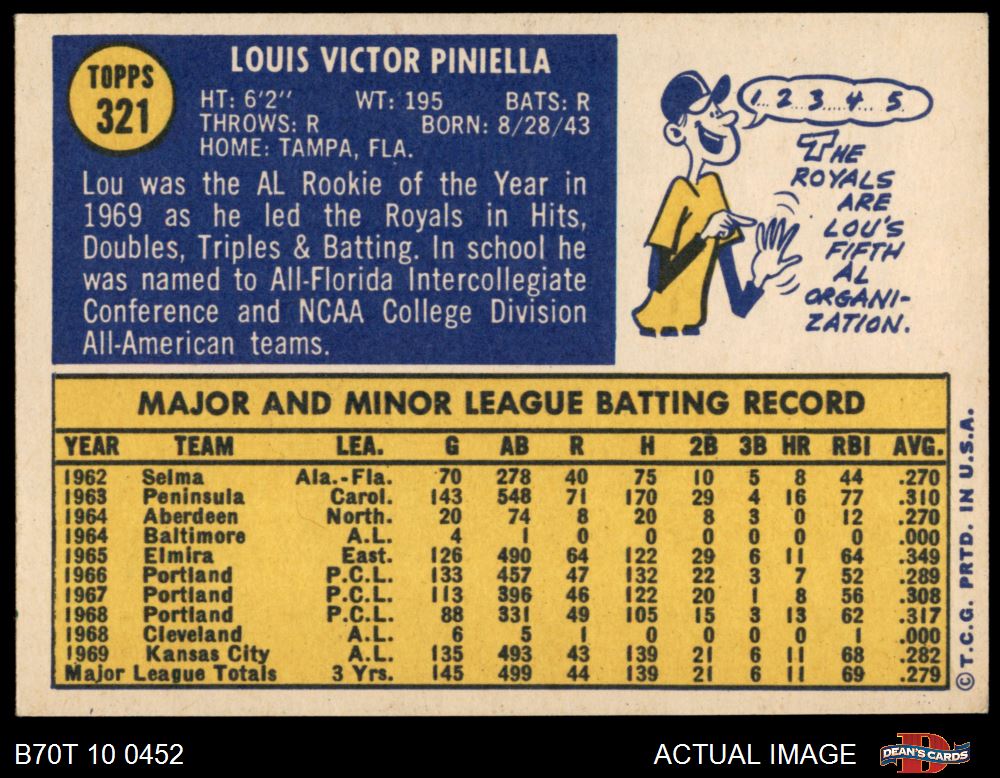 TOPPS
321
LOUIS VICTOR PINIELLA
HT: 6'2" WT: 195 BATS: R
THROWS: R BORN: 8/28/43
HOME: TAMPA, FLA.
Lou was the AL Rookie of the Year in
1969 as he led the Royals in Hits,
Doubles, Triples & Batting. In school he
was named to All-Florida Intercollegiate
Conference and NCAA College Division
All-American teams.
1... 2... 3... 4... 5
THE
ROYALS
ARE
LOU'S
FIFTH
AL
ORGANI-
ZATION.
MAJOR AND MINOR LEAGUE BATTING RECORD
YEAR TEAM LEA. G AB R H 2B 3B HR RBI AVG.
1962 Selma Ala.-Fla. 70 278 40 75 10 5 8 44 .270
1963 Peninsula Carol. 143 548 71 170 29 4 16 77 .310
1964 Aberdeen North. 20 74 8 20 8 3 0 12 .270
1964 Baltimore A.L. 4 1 0 0 0 0 0 0 .000
1965 Elmira East. 126 490 64 122 29 6 11 64 .349
1966 Portland P.C.L. 133 457 47 132 22 3 7 52 .289
1967 Portland P.C.L. 113 396 46 122 20 1 8 56 .308
1968 Portland P.C.L. 88 331 49 105 15 3 13 62 .317
1968 Cleveland A.L. 6 5 1 0 0 0 0 1 .000
1969 Kansas City A.L. 135 493 43 139 21 6 11 68 .282
Major League Totals 3 Yrs. 145 499 44 139 21 6 11 69 .279
© T.C.G. PRTD. IN U.S.A.
B70T 10 0452
ACTUAL IMAGE
DEAN'S CARDS